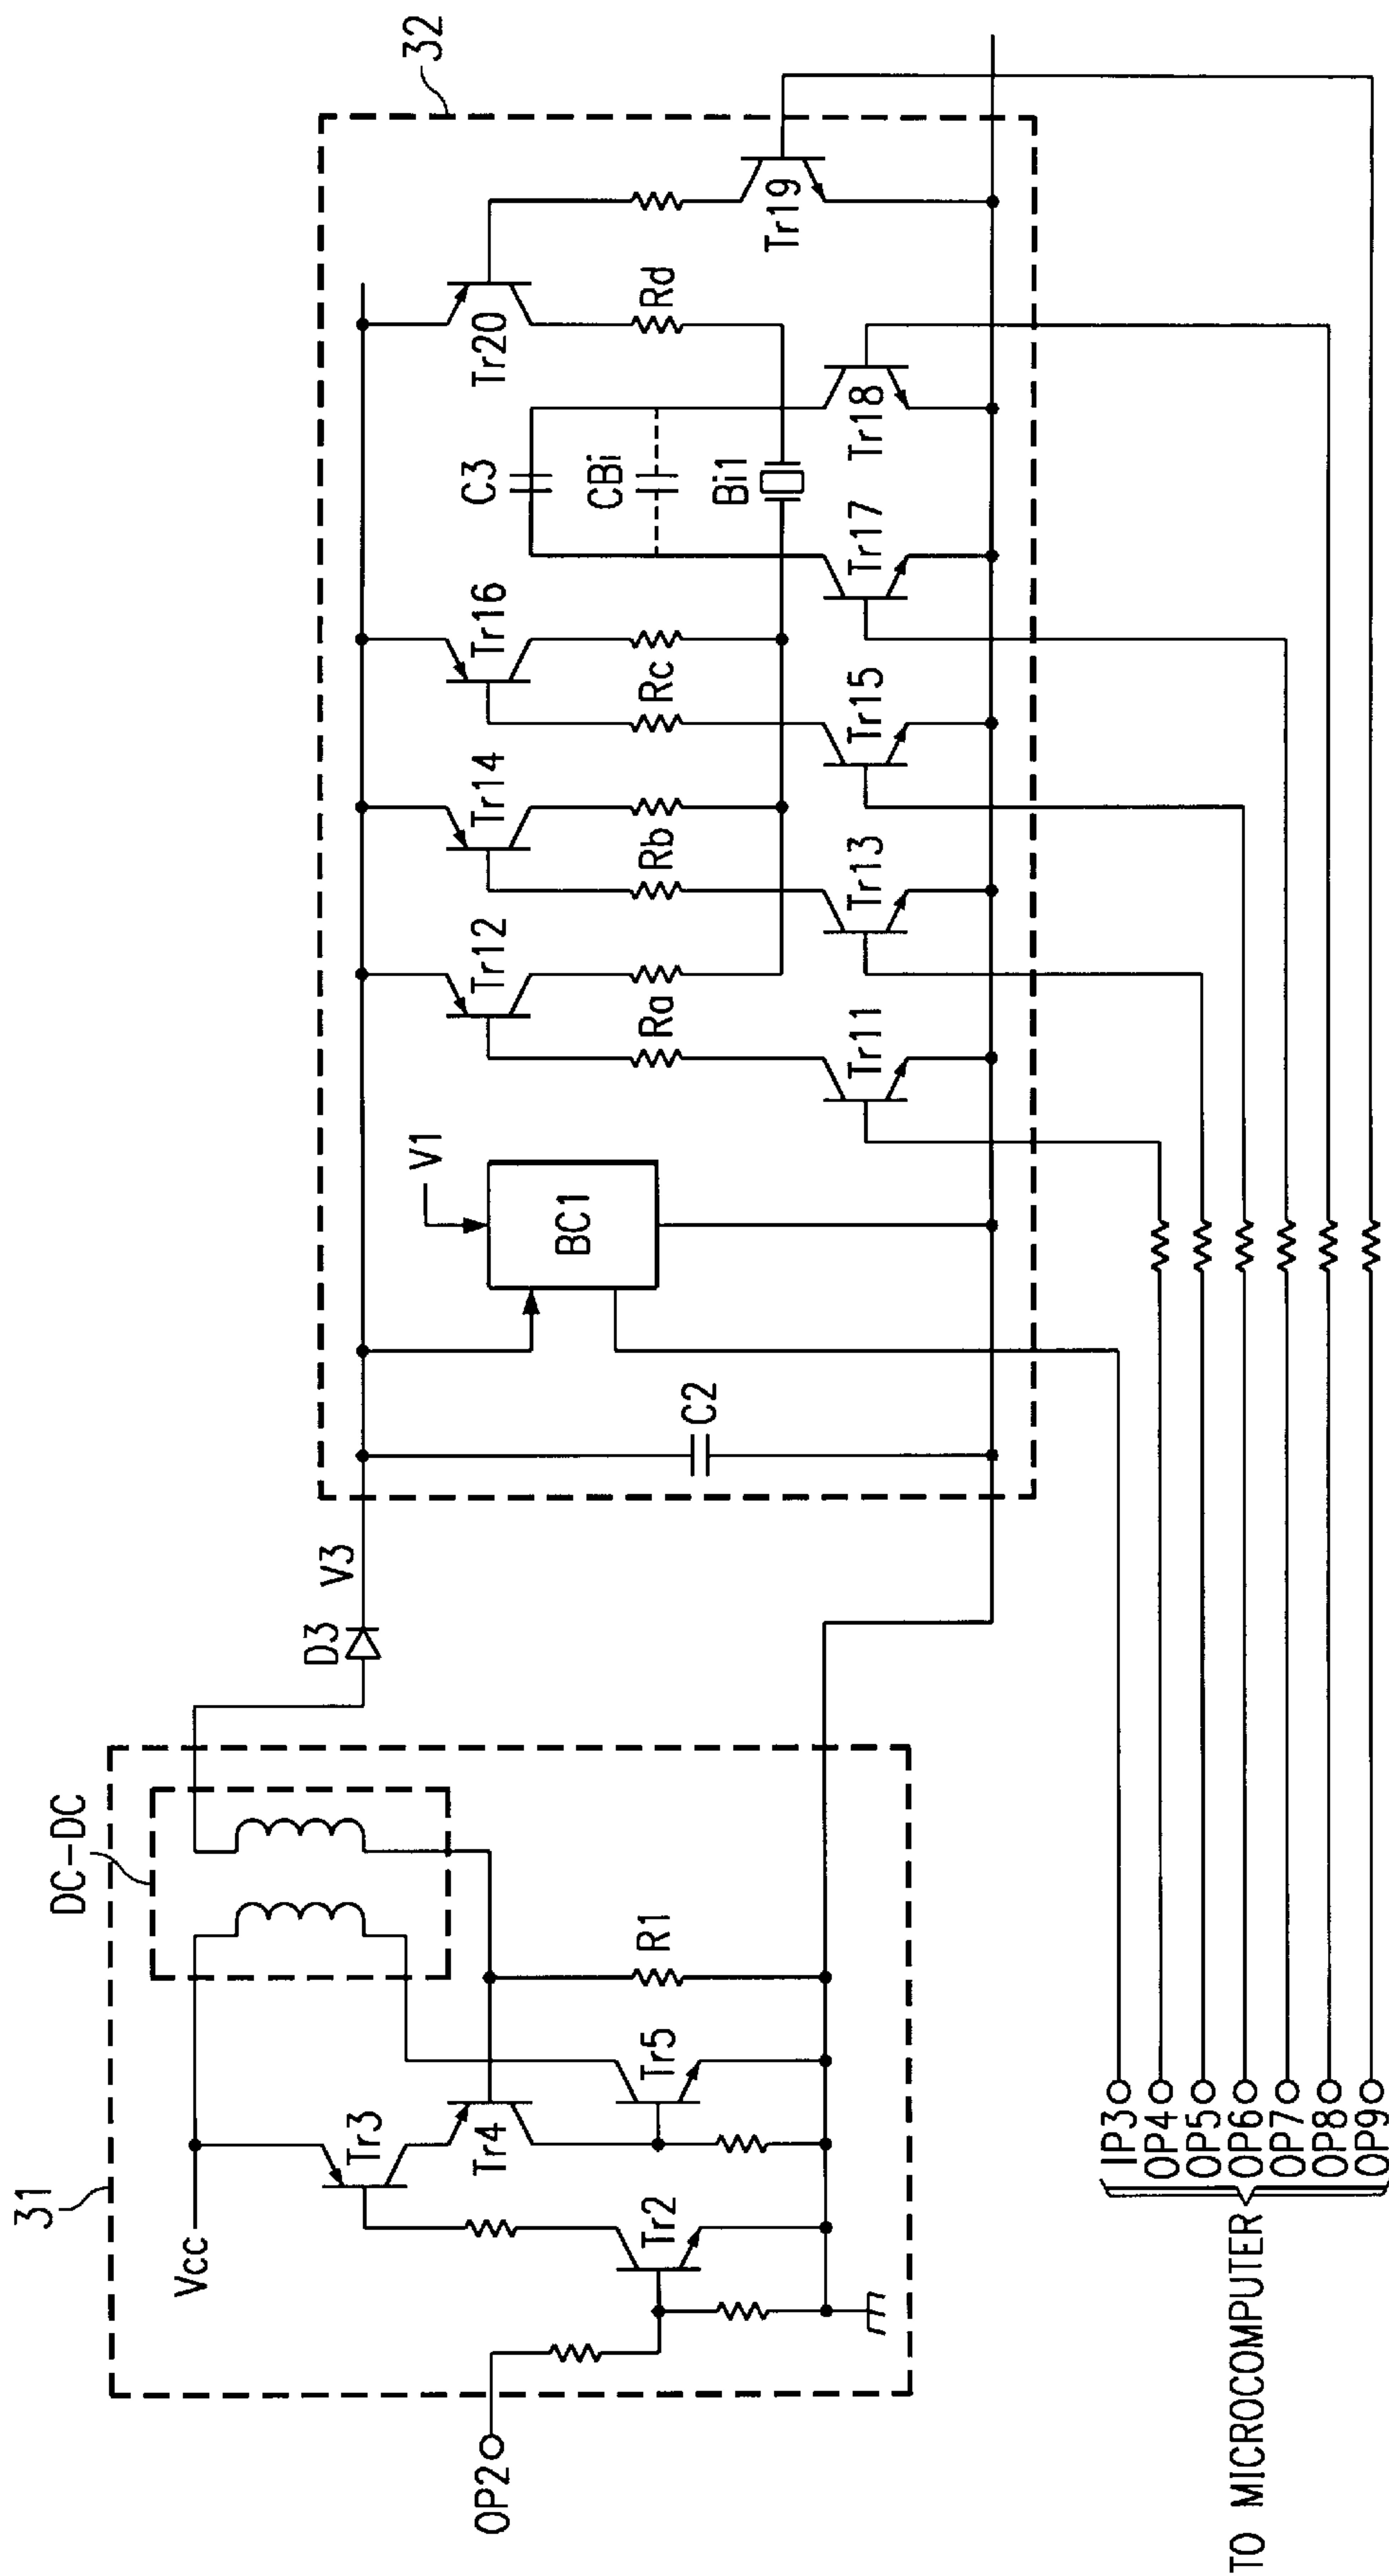 31
DC-DC
Vcc
Tr3
Tr4
Tr5
Tr2
R1
OP2
D3
V3
32
C2
V1
BC1
Tr12
Tr14
Tr16
Tr20
Ra
Rb
Rc
Rd
C3
CBi
Bi1
Tr11
Tr13
Tr15
Tr17
Tr18
Tr19
TO MICROCOMPUTER
IP3
OP4
OP5
OP6
OP7
OP8
OP9